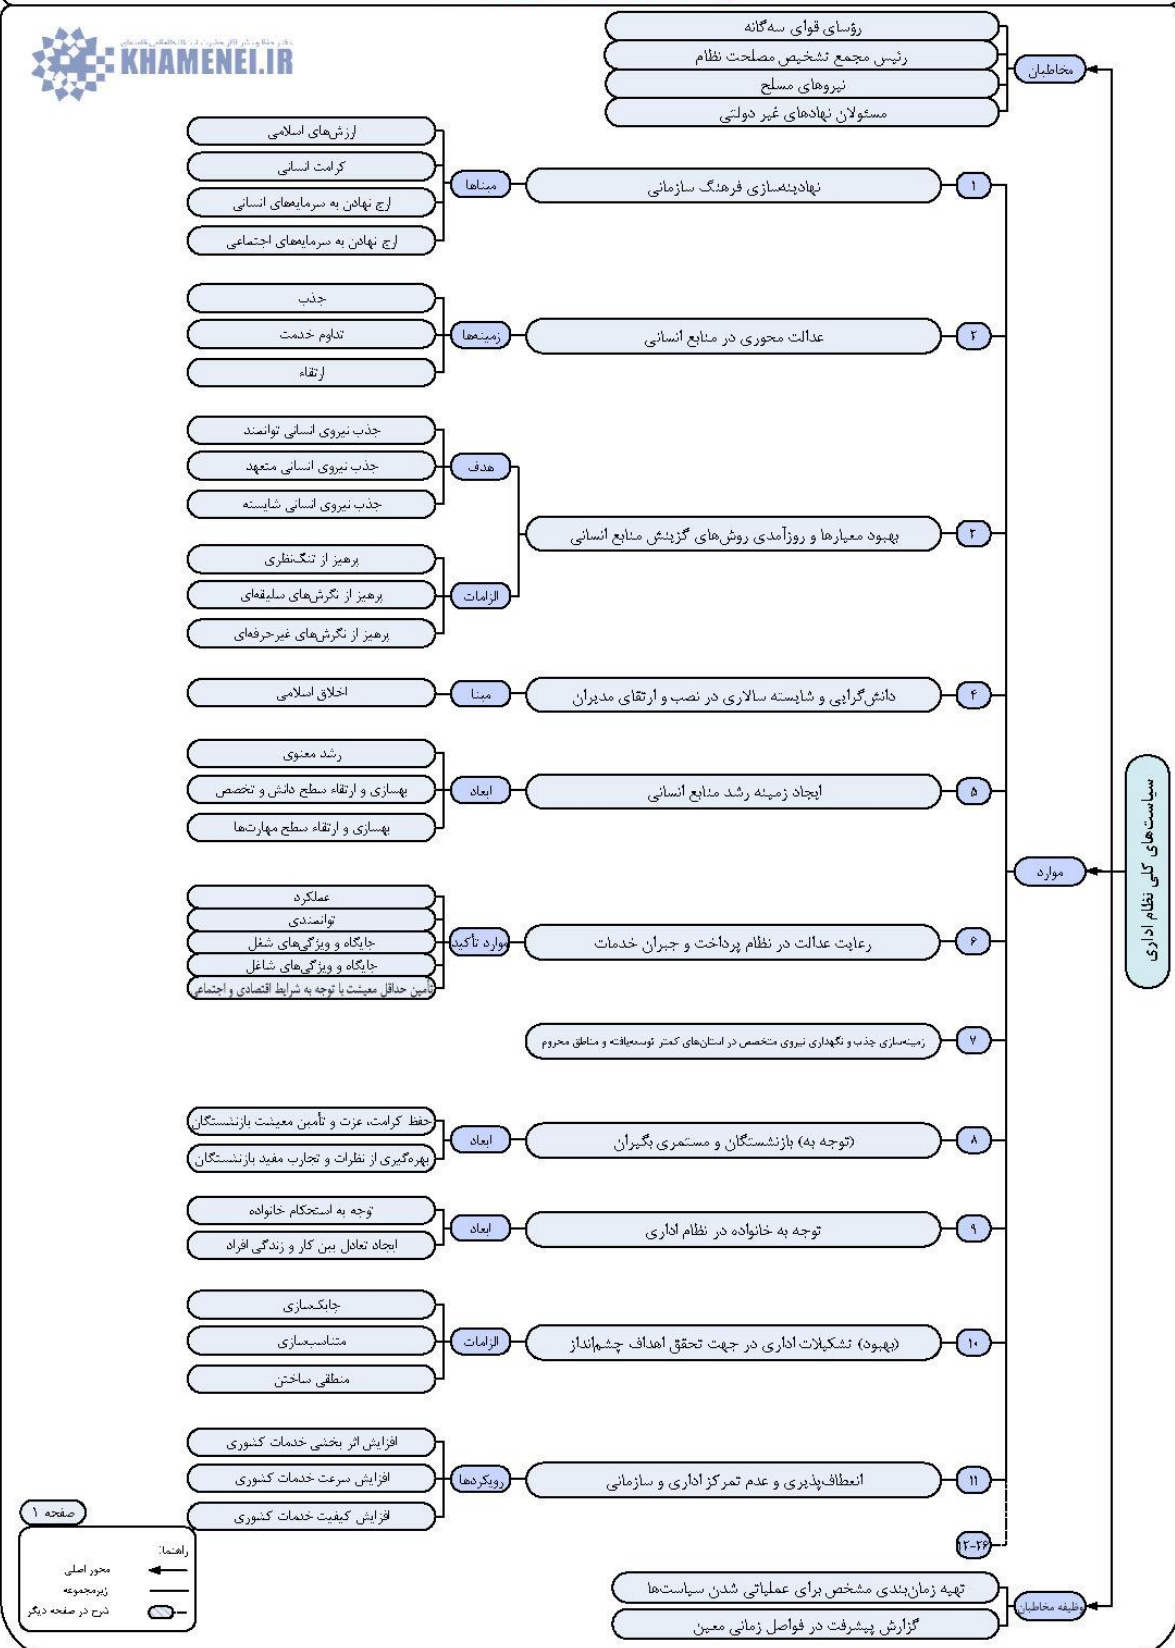 KHAMENEI.IR
سیاست‌های کلی نظام اداری
مخاطبان
رؤسای قوای سه‌گانه
رئیس مجمع تشخیص مصلحت نظام
نیروهای مسلح
مسئولان نهادهای غیر دولتی
موارد
۱
نهادینه‌سازی فرهنگ سازمانی
مبناها
ارزش‌های اسلامی
کرامت انسانی
ارج نهادن به سرمایه‌های انسانی
ارج نهادن به سرمایه‌های اجتماعی
۲
عدالت محوری در منابع انسانی
زمینه‌ها
جذب
تداوم خدمت
ارتقاء
۳
بهبود معیارها و روزآمدی روش‌های گزینش منابع انسانی
هدف
جذب نیروی انسانی توانمند
جذب نیروی انسانی متعهد
جذب نیروی انسانی شایسته
الزامات
پرهیز از تنگ‌نظری
پرهیز از نگرش‌های سلیقه‌ای
پرهیز از نگرش‌های غیرحرفه‌ای
۴
دانش‌گرایی و شایسته سالاری در نصب و ارتقای مدیران
مبنا
اخلاق اسلامی
۵
ایجاد زمینه رشد منابع انسانی
ابعاد
رشد معنوی
بهسازی و ارتقاء سطح دانش و تخصص
بهسازی و ارتقاء سطح مهارت‌ها
۶
رعایت عدالت در نظام پرداخت و جبران خدمات
موارد تأکید
عملکرد
توانمندی
جایگاه و ویژگی‌های شغل
جایگاه و ویژگی‌های شاغل
تأمین حداقل معیشت با توجه به شرایط اقتصادی و اجتماعی
۷
زمینه‌سازی جذب و نگهداری نیروی متخصص در استان‌های کمتر توسعه‌یافته و مناطق محروم
۸
(توجه به) بازنشستگان و مستمری بگیران
ابعاد
حفظ کرامت، عزت و تأمین معیشت بازنشستگان
بهره‌گیری از نظرات و تجارب مفید بازنشستگان
۹
توجه به خانواده در نظام اداری
ابعاد
توجه به استحکام خانواده
ایجاد تعادل بین کار و زندگی افراد
۱۰
(بهبود) تشکیلات اداری در جهت تحقق اهداف چشم‌انداز
الزامات
چابک‌سازی
متناسب‌سازی
منطقی ساختن
۱۱
انعطاف‌پذیری و عدم تمرکز اداری و سازمانی
رویکردها
افزایش اثر بخشی خدمات کشوری
افزایش سرعت خدمات کشوری
افزایش کیفیت خدمات کشوری
۱۲-۲۶
وظیفه مخاطبان
تهیه زمان‌بندی مشخص برای عملیاتی شدن سیاست‌ها
گزارش پیشرفت در فواصل زمانی معین
صفحه ۱
راهنما:
محور اصلی
زیرمجموعه
شرح در صفحه دیگر